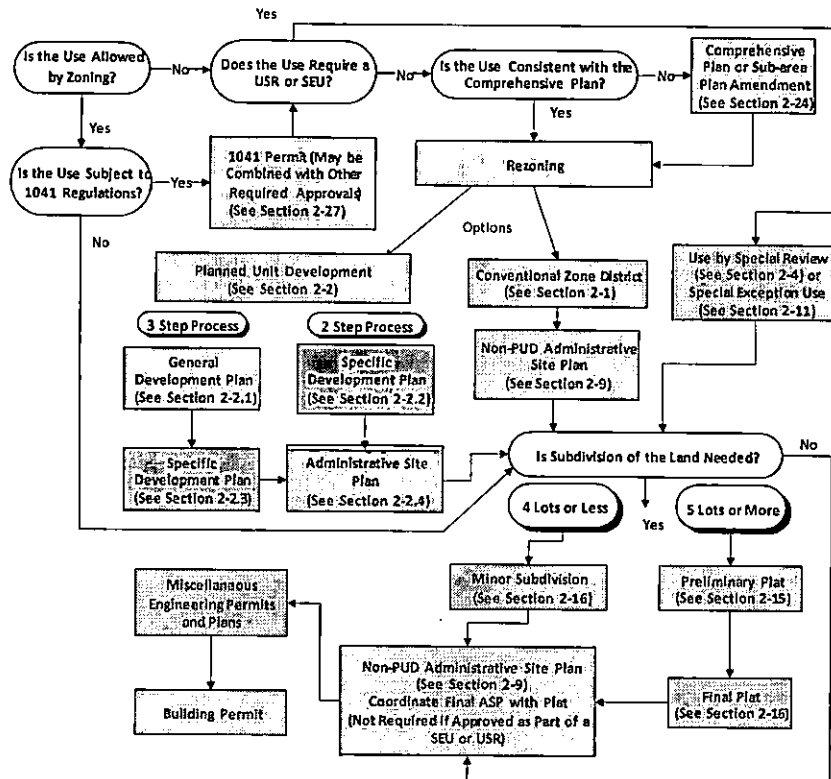 Yes
Is the Use Allowed
by Zoning?
No
Does the Use Require a
USR or SEU?
No
Is the Use Consistent with the
Comprehensive Plan?
No
Comprehensive
Plan or Sub-area
Plan Amendment
(See Section 2-24)
Yes
Yes
Is the Use Subject to
1041 Regulations?
Yes
1041 Permit (May be
Combined with Other
Required Approvals)
(See Section 2-27)
Rezoning
No
Options
Planned Unit Development
(See Section 2-2)
Conventional Zone District
(See Section 2-1)
Use by Special Review
(See Section 2-4) or
Special Exception Use
(See Section 2-11)
3 Step Process
2 Step Process
General
Development Plan
(See Section 2-2.1)
Specific
Development Plan
(See Section 2-2.2)
Non-PUD Administrative
Site Plan
(See Section 2-9)
Specific
Development Plan
(See Section 2-2.3)
Administrative Site
Plan
(See Section 2-2.4)
Is Subdivision of the Land Needed?
No
4 Lots or Less
Yes
5 Lots or More
Miscellaneous
Engineering Permits
and Plans
Minor Subdivision
(See Section 2-16)
Preliminary Plat
(See Section 2-15)
Building Permit
Non-PUD Administrative Site Plan
(See Section 2-9)
Coordinate Final ASP with Plat
(Not Required if Approved as Part of a
SEU or USR)
Final Plat
(See Section 2-16)